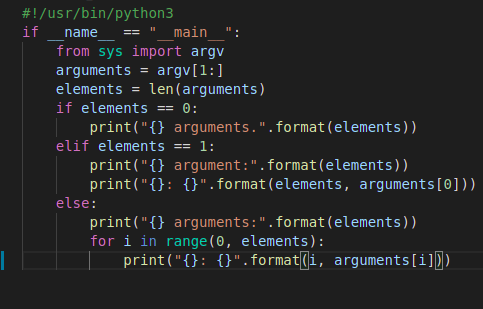 #!/usr/bin/python3
if __name__ == "__main__":
    from sys import argv
    arguments = argv[1:]
    elements = len(arguments)
    if elements == 0:
        print("{} arguments.".format(elements))
    elif elements == 1:
        print("{} argument:".format(elements))
        print("{}: {}".format(elements, arguments[0]))
    else:
        print("{} arguments:".format(elements))
        for i in range(0, elements):
            print("{}: {}".format(i, arguments[i]))